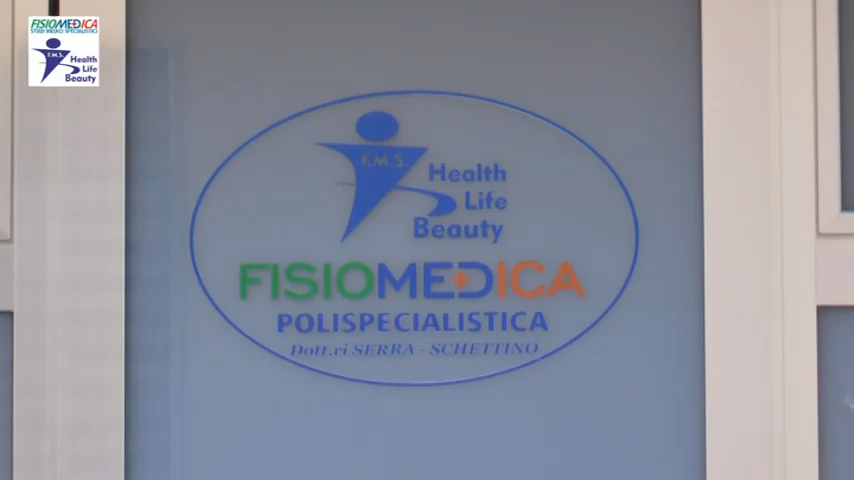 FISIOMEDICA
STUDI MEDICI SPECIALISTICI
F.M.S.
Health
Life
Beauty
F.M.S.
Health
Life
Beauty
FISIOMEDICA
POLISPECIALISTICA
Dott.ri SERRA - SCHETTINO